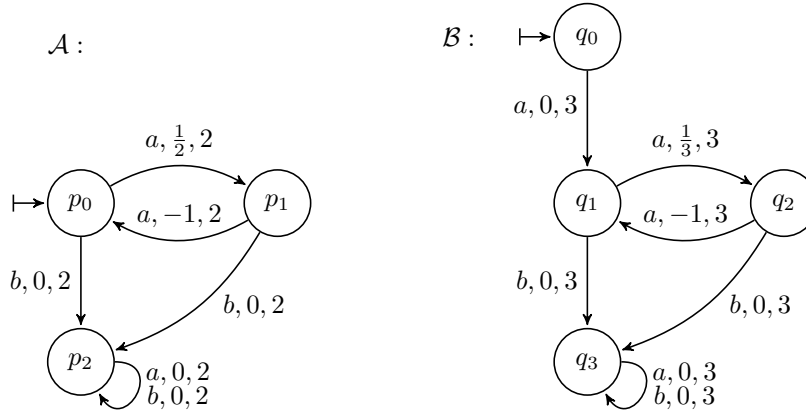 𝒜 :
a, 1/2, 2
p₀
p₁
a, −1, 2
b, 0, 2
b, 0, 2
p₂
a, 0, 2
b, 0, 2
ℬ :
q₀
a, 0, 3
a, 1/3, 3
q₁
q₂
a, −1, 3
b, 0, 3
b, 0, 3
q₃
a, 0, 3
b, 0, 3